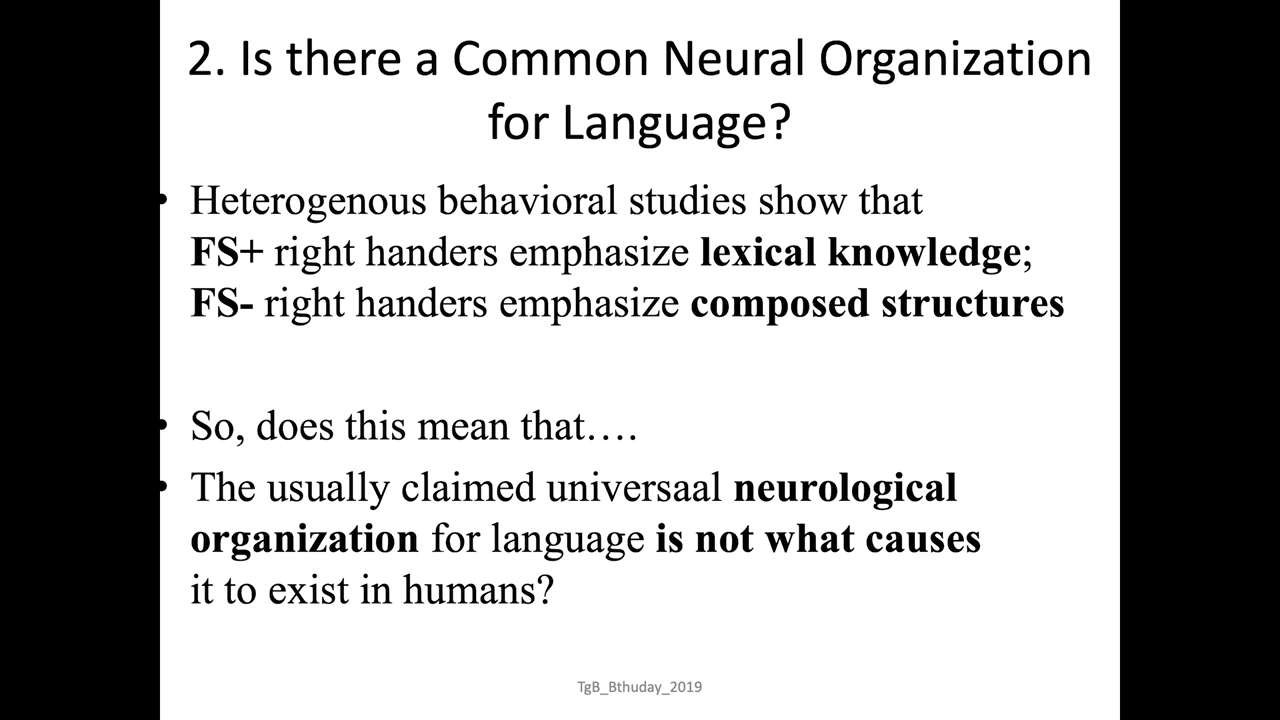 2. Is there a Common Neural Organization
for Language?
• Heterogenous behavioral studies show that
FS+ right handers emphasize lexical knowledge;
FS- right handers emphasize composed structures
• So, does this mean that….
• The usually claimed universaal neurological
organization for language is not what causes
it to exist in humans?
TgB_Bthuday_2019